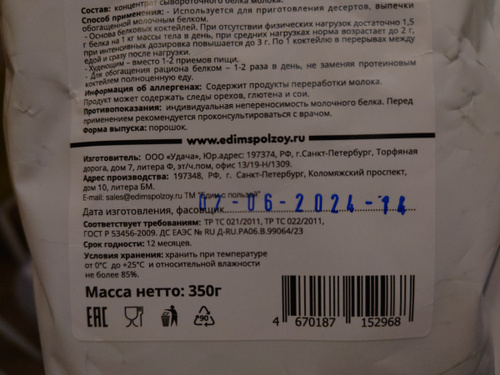 Состав: концентрат сывороточного белка молока.
Способ применения: - Используется для приготовления десертов, выпечки
обогащенной молочным белком.
- Основа белковых коктейлей. При отсутствии физических нагрузок достаточно 1,5
г белка на 1 кг массы тела в день, при средних нагрузках норма возрастает до 2 г,
при интенсивных дозировка повышается до 3 г. По 1 коктейлю в перерывах между
едой и сразу после нагрузки.
- Худеющим – вместо 1-2 приемов пищи.
- Для обогащения рациона белком – 1-2 раза в день, не заменяя протеиновым
коктейлем полноценную еду.
Информация об аллергенах: Содержит продукты переработки молока.
Продукт может содержать следы орехов, глютена и сои.
Противопоказания: индивидуальная непереносимость молочного белка. Перед
применением рекомендуется проконсультироваться с врачом.
Форма выпуска: порошок.
www.edimspolzoy.ru
Изготовитель: ООО «Удача», Юр.адрес: 197374, РФ, г.Санкт-Петербург, Торфяная
дорога, дом 7, литера Ф, эт/ч.пом, офис 13/19-Н/1309.
Адрес производства: 197348, РФ, г. Санкт-Петербург, Коломяжский проспект,
дом 10, литера БМ.
E-mail: sales@edimspolzoy.ru ТМ "Едим с пользой"
Дата изготовления, фасовщик 07-06-2024-14
Соответствует требованиям: ТР ТС 021/2011, ТР ТС 022/2011,
ГОСТ Р 53456-2009. ДС ЕАЭС № RU Д-RU.РА06.В.99064/23
Срок годности: 12 месяцев.
Условия хранения: хранить при температуре
от 0°C до +25°C и относительной влажности
не более 85%.
Масса нетто: 350г
EAC
90
4 670187 152968